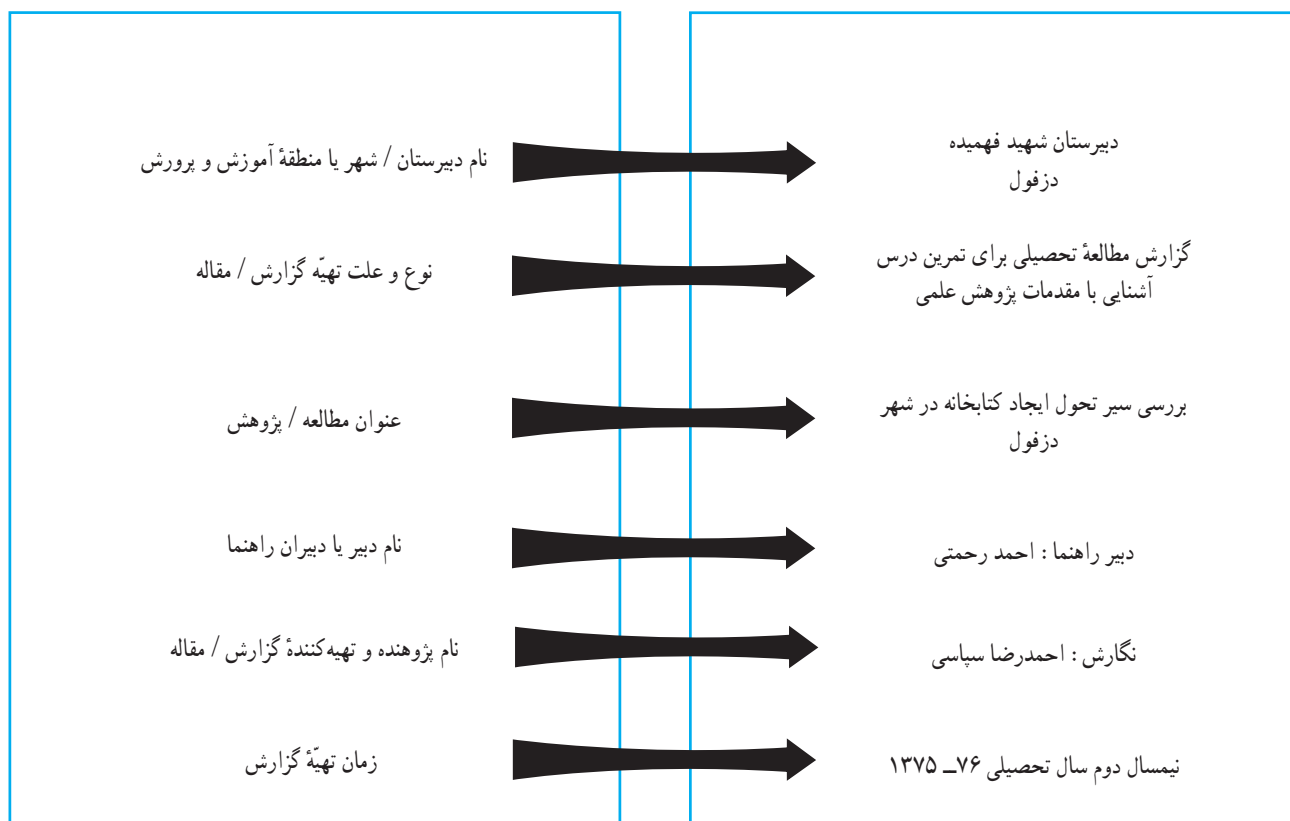 نام دبیرستان / شهر یا منطقهٔ آموزش و پرورش
دبیرستان شهید فهمیده
دزفول
نوع و علت تهیّه گزارش / مقاله
گزارش مطالعهٔ تحصیلی برای تمرین درس
آشنایی با مقدمات پژوهش علمی
عنوان مطالعه / پژوهش
بررسی سیر تحول ایجاد کتابخانه در شهر
دزفول
نام دبیر یا دبیران راهنما
دبیر راهنما : احمد رحمتی
نام پژوهنده و تهیه‌کنندهٔ گزارش / مقاله
نگارش : احمدرضا سپاسی
زمان تهیّهٔ گزارش
نیمسال دوم سال تحصیلی ۷۶ــ ۱۳۷۵